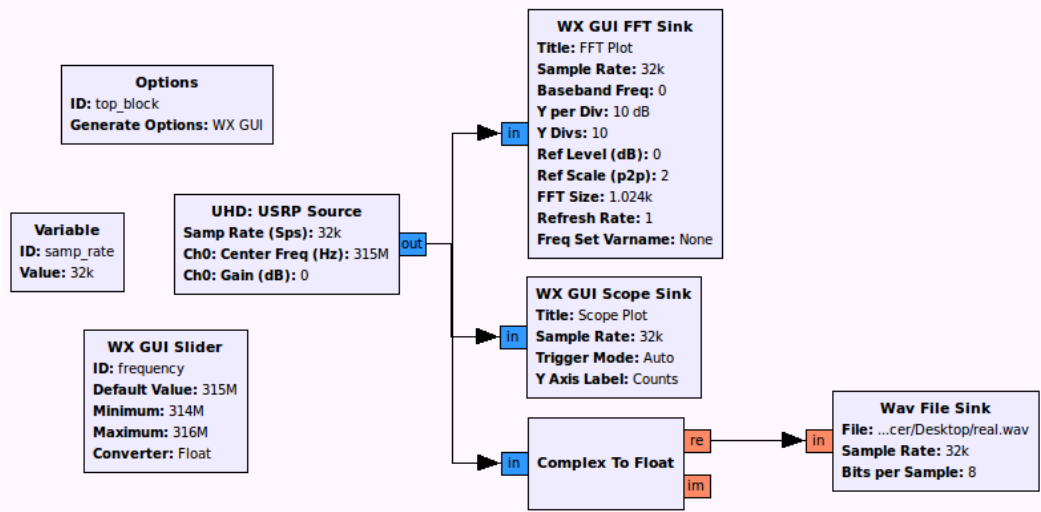 Options
ID: top_block
Generate Options: WX GUI
Variable
ID: samp_rate
Value: 32k
UHD: USRP Source
Samp Rate (Sps): 32k
Ch0: Center Freq (Hz): 315M
Ch0: Gain (dB): 0
out
WX GUI Slider
ID: frequency
Default Value: 315M
Minimum: 314M
Maximum: 316M
Converter: Float
in
WX GUI FFT Sink
Title: FFT Plot
Sample Rate: 32k
Baseband Freq: 0
Y per Div: 10 dB
Y Divs: 10
Ref Level (dB): 0
Ref Scale (p2p): 2
FFT Size: 1.024k
Refresh Rate: 1
Freq Set Varname: None
in
WX GUI Scope Sink
Title: Scope Plot
Sample Rate: 32k
Trigger Mode: Auto
Y Axis Label: Counts
in
Complex To Float
re
im
in
Wav File Sink
File: ...cer/Desktop/real.wav
Sample Rate: 32k
Bits per Sample: 8